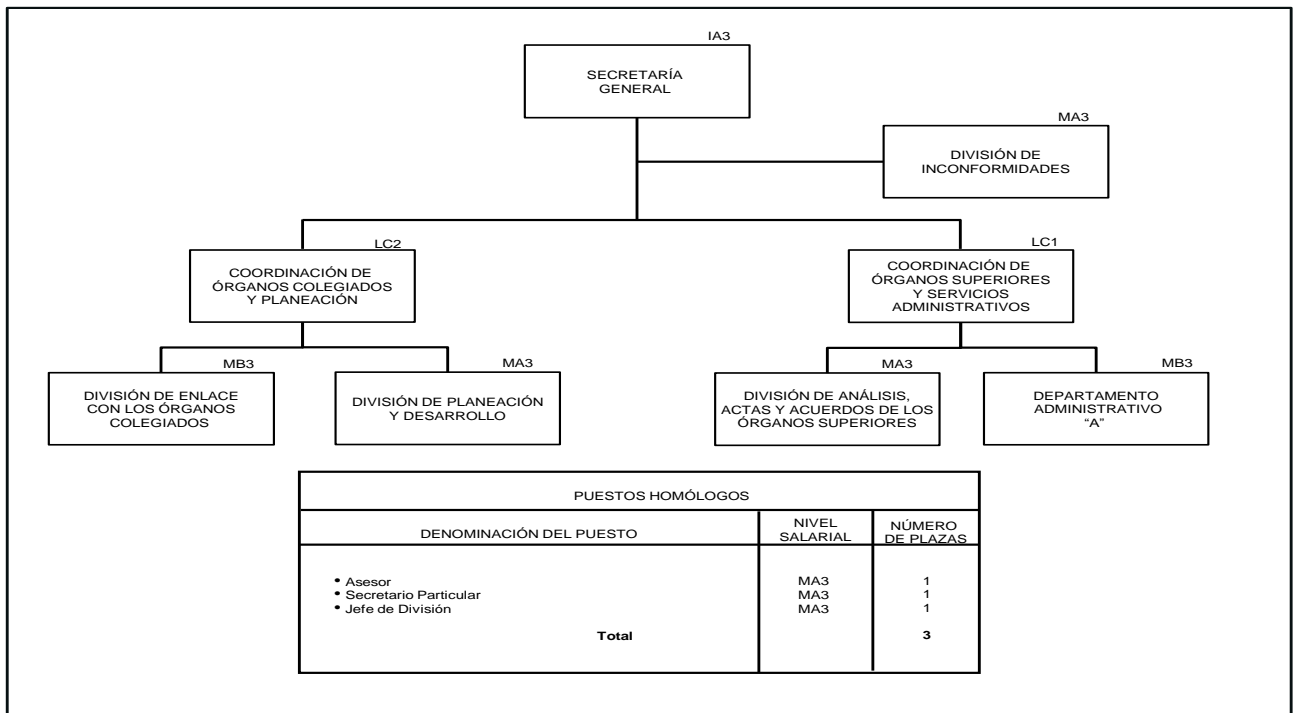 IA3
SECRETARÍA
GENERAL
MA3
DIVISIÓN DE
INCONFORMIDADES
LC2
COORDINACIÓN DE
ÓRGANOS COLEGIADOS
Y PLANEACIÓN
LC1
COORDINACIÓN DE
ÓRGANOS SUPERIORES
Y SERVICIOS
ADMINISTRATIVOS
MB3
DIVISIÓN DE ENLACE
CON LOS ÓRGANOS
COLEGIADOS
MA3
DIVISIÓN DE PLANEACIÓN
Y DESARROLLO
MA3
DIVISIÓN DE ANÁLISIS,
ACTAS Y ACUERDOS DE LOS
ÓRGANOS SUPERIORES
MB3
DEPARTAMENTO
ADMINISTRATIVO
“A”
PUESTOS HOMÓLOGOS
DENOMINACIÓN DEL PUESTO
NIVEL
SALARIAL
NÚMERO
DE PLAZAS
• Asesor MA3 1
• Secretario Particular MA3 1
• Jefe de División MA3 1
Total 3